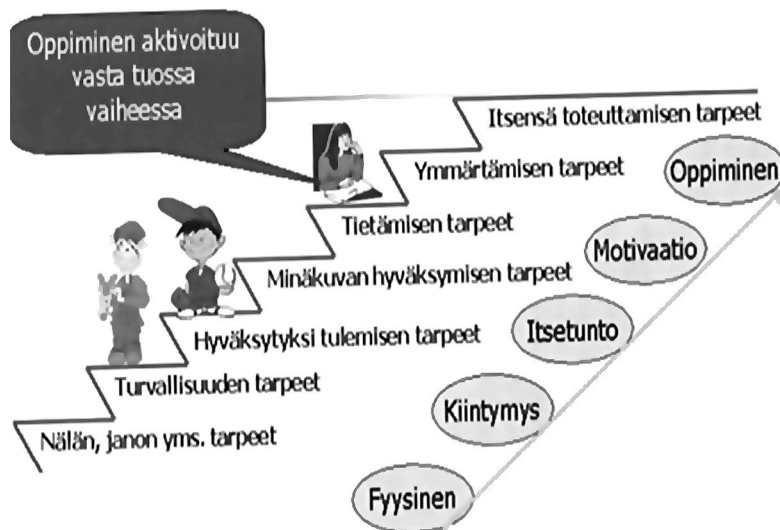 Oppiminen aktivoituu
vasta tuossa
vaiheessa
Itsensä toteuttamisen tarpeet
Ymmärtämisen tarpeet
Tietämisen tarpeet
Minäkuvan hyväksymisen tarpeet
Hyväksytyksi tulemisen tarpeet
Turvallisuuden tarpeet
Nälän, janon yms. tarpeet
Oppiminen
Motivaatio
Itsetunto
Kiintymys
Fyysinen